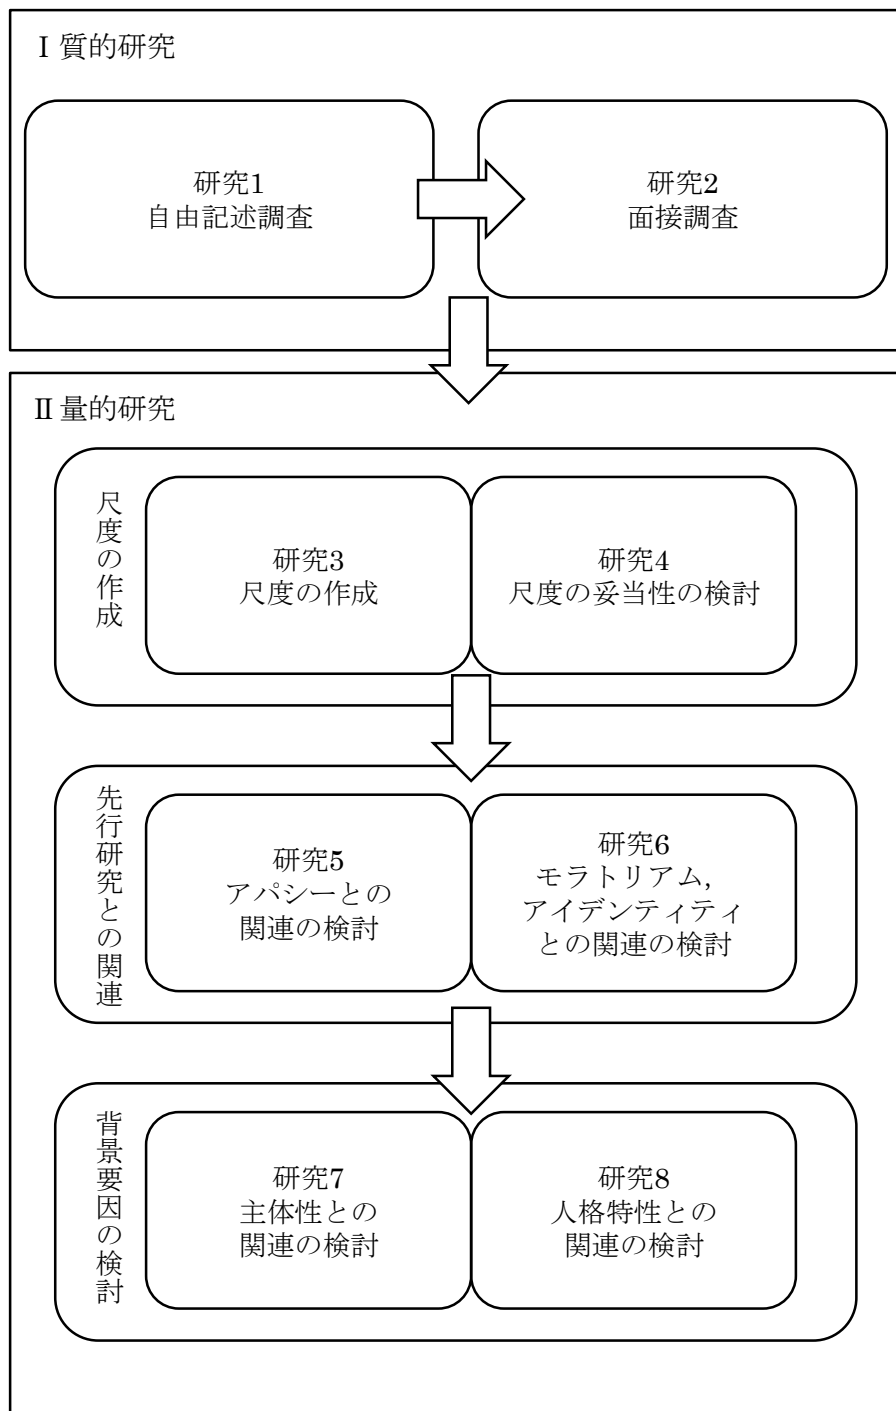 Ⅰ質的研究
研究1
自由記述調査
研究2
面接調査
Ⅱ量的研究
尺度の作成
研究3
尺度の作成
研究4
尺度の妥当性の検討
先行研究との関連
研究5
アパシーとの
関連の検討
研究6
モラトリアム,
アイデンティティ
との関連の検討
背景要因の検討
研究7
主体性との
関連の検討
研究8
人格特性との
関連の検討